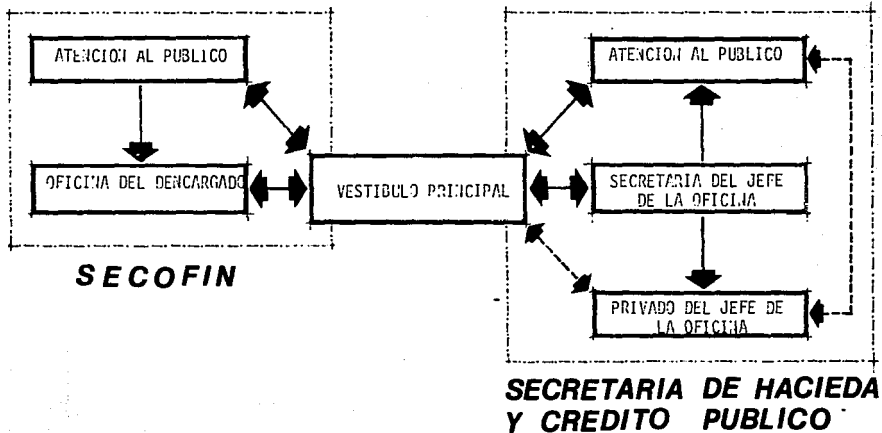 ATENCION AL PUBLICO
OFICINA DEL DENCARGADO
SECOFIN
VESTIBULO PRINCIPAL
ATENCION AL PUBLICO
SECRETARIA DEL JEFE
DE LA OFICINA
PRIVADO DEL JEFE DE
LA OFICINA
SECRETARIA DE HACIEDA
Y CREDITO PUBLICO